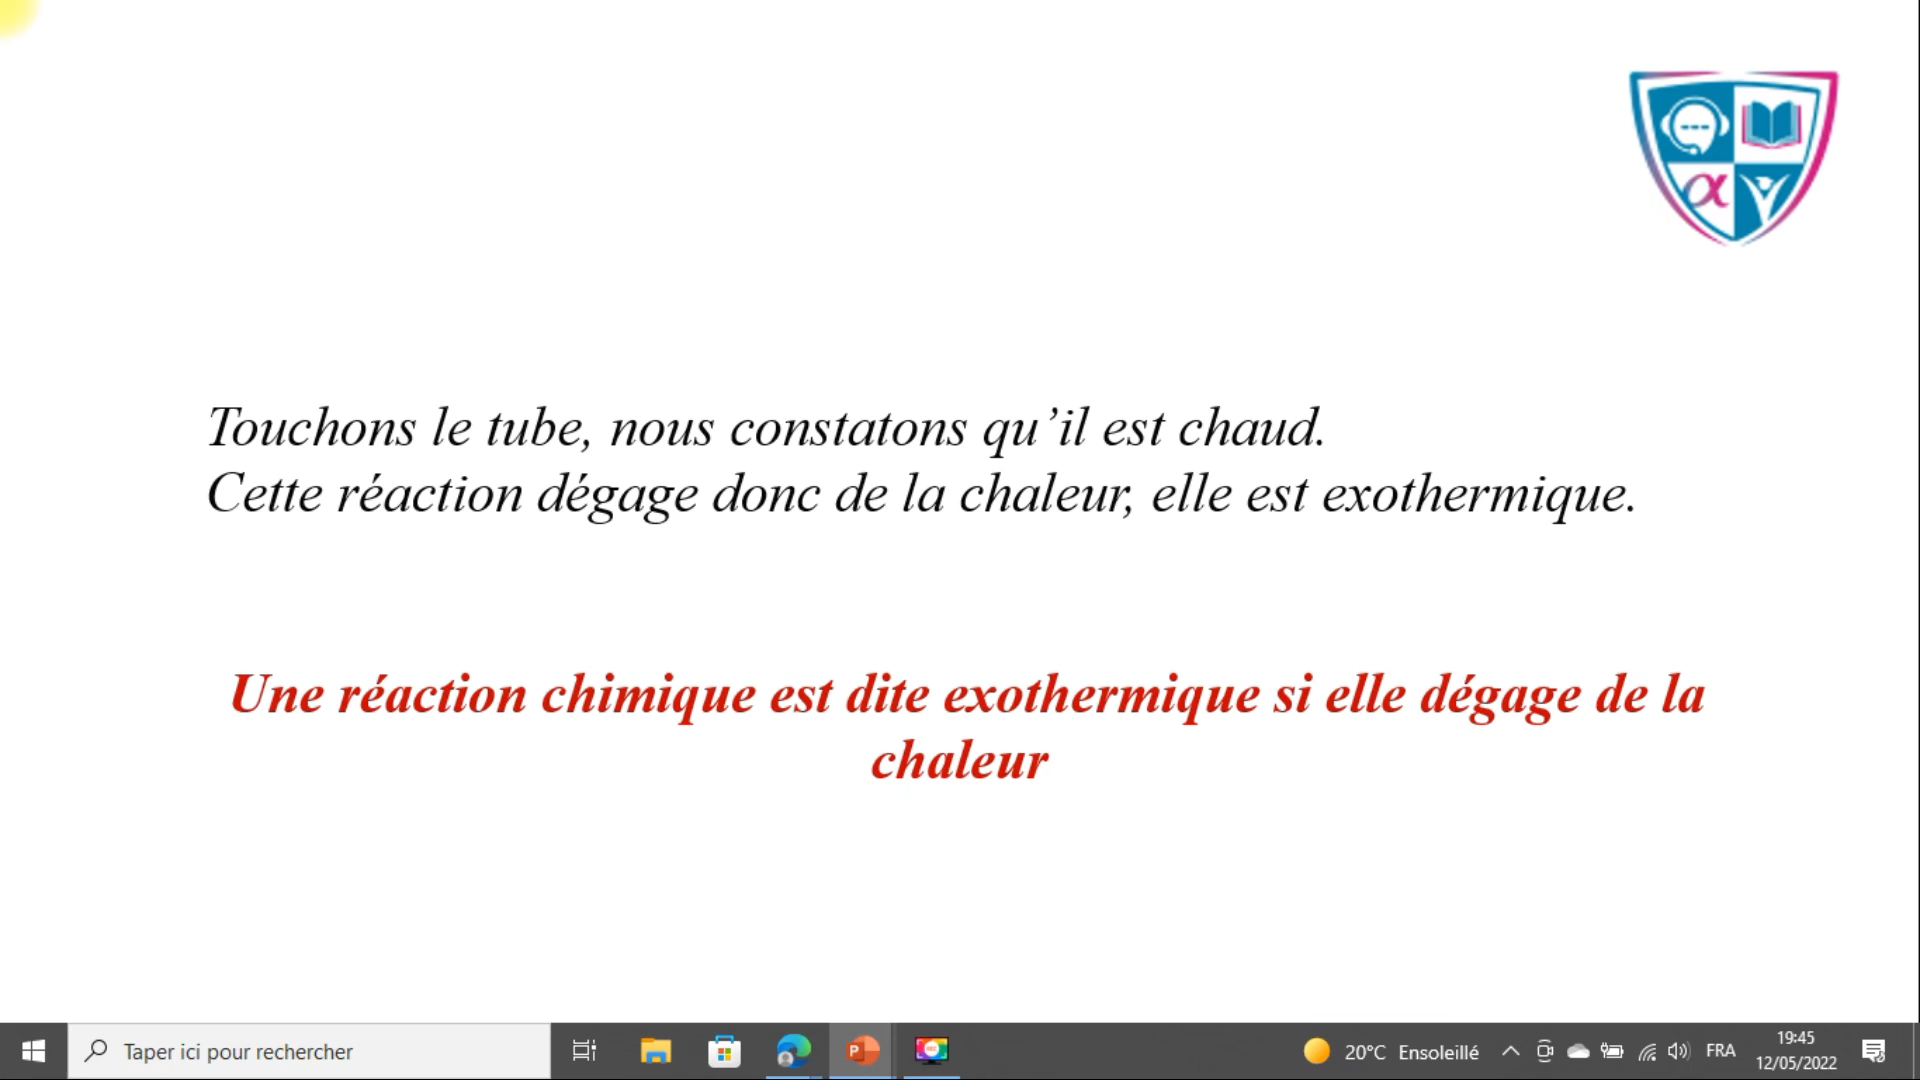 Touchons le tube, nous constatons qu’il est chaud.
Cette réaction dégage donc de la chaleur, elle est exothermique.
Une réaction chimique est dite exothermique si elle dégage de la
chaleur
α
Taper ici pour rechercher
20°C Ensoleillé
FRA
19:45
12/05/2022